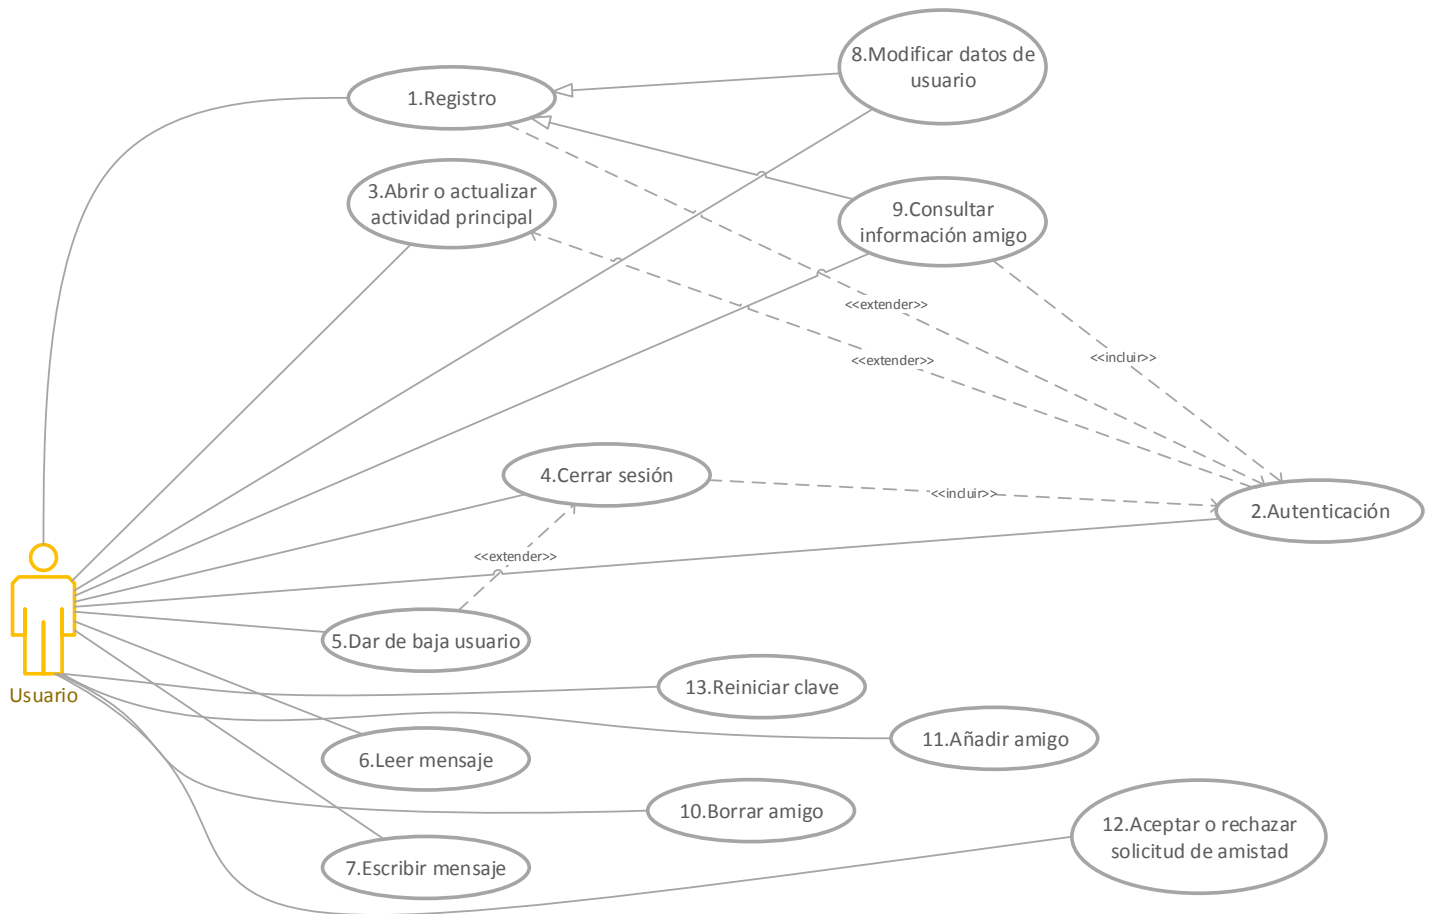 8.Modificar datos de
usuario
1.Registro
3.Abrir o actualizar
actividad principal
9.Consultar
información amigo
<<extender>>
<<extender>>
<<incluir>>
4.Cerrar sesión
<<incluir>>
2.Autenticación
<<extender>>
5.Dar de baja usuario
Usuario
13.Reiniciar clave
11.Añadir amigo
6.Leer mensaje
10.Borrar amigo
12.Aceptar o rechazar
solicitud de amistad
7.Escribir mensaje